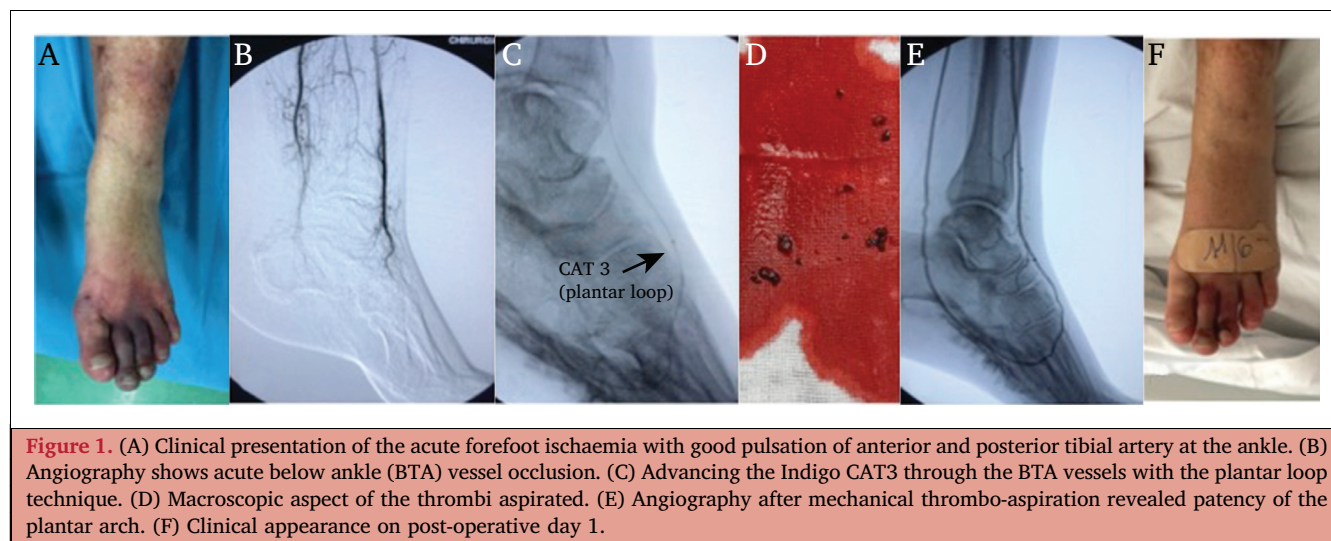 A
B
CHIRURGIA
C
D
E
F
CAT 3
(plantar loop)
Figure 1. (A) Clinical presentation of the acute forefoot ischaemia with good pulsation of anterior and posterior tibial artery at the ankle. (B)
Angiography shows acute below ankle (BTA) vessel occlusion. (C) Advancing the Indigo CAT3 through the BTA vessels with the plantar loop
technique. (D) Macroscopic aspect of the thrombi aspirated. (E) Angiography after mechanical thrombo-aspiration revealed patency of the
plantar arch. (F) Clinical appearance on post-operative day 1.